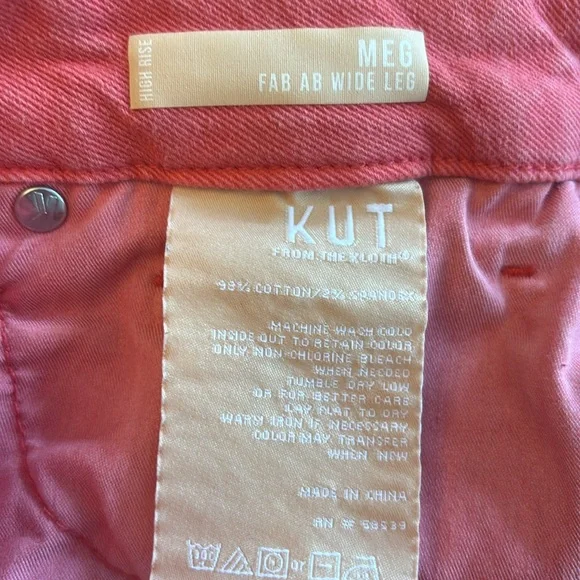 HIGH RISE
MEG
FAB AB WIDE LEG
KUT
FROM THE KLOTH®
98% COTTON/2% SPANDEX
MACHINE WASH COLD
INSIDE OUT TO RETAIN COLOR
ONLY NON-CHLORINE BLEACH
WHEN NEEDED
TUMBLE DRY LOW
OR FOR BETTER CARE
LAY FLAT TO DRY
WARM IRON IF NECESSARY
COLOR MAY TRANSFER
WHEN NEW
MADE IN CHINA
RN #
or